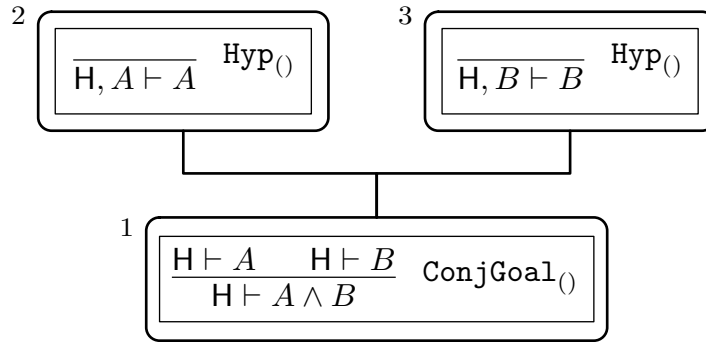 2
H, A ⊢ A Hyp()
3
H, B ⊢ B Hyp()
1
H ⊢ A H ⊢ B
H ⊢ A ∧ B ConjGoal()